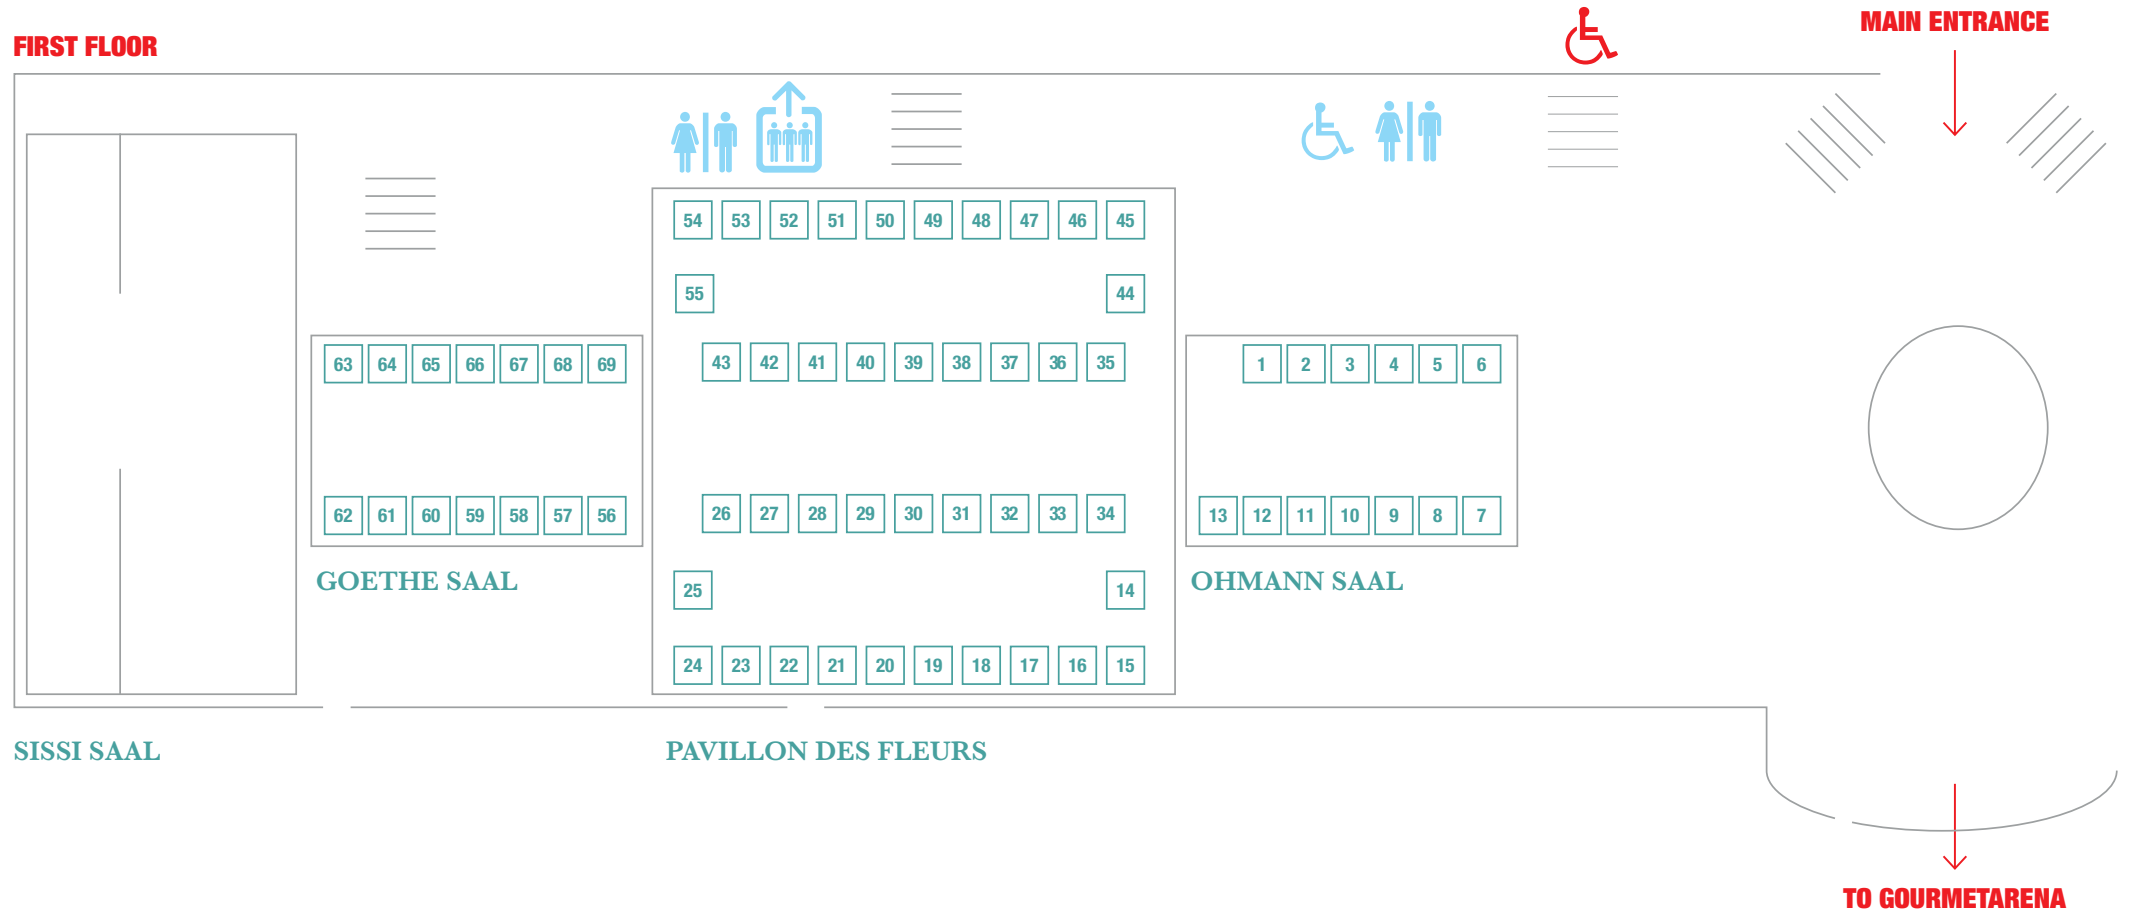 MAIN ENTRANCE
FIRST FLOOR
54 53 52 51 50 49 48 47 46 45
55 44
63 64 65 66 67 68 69
43 42 41 40 39 38 37 36 35
1 2 3 4 5 6
62 61 60 59 58 57 56
26 27 28 29 30 31 32 33 34
13 12 11 10 9 8 7
GOETHE SAAL
25 14
OHMANN SAAL
24 23 22 21 20 19 18 17 16 15
SISSI SAAL
PAVILLON DES FLEURS
TO GOURMETARENA